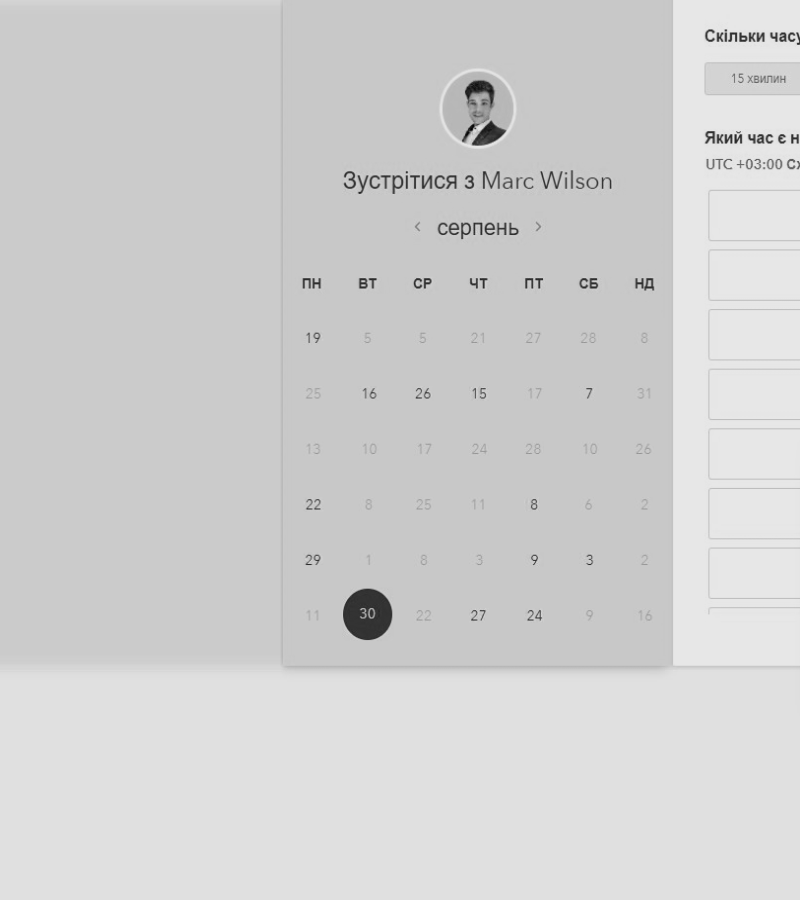 Зустрітися з Marc Wilson
серпень
ПН ВТ СР ЧТ ПТ СБ НД
19 5 5 21 27 28 8
25 16 26 15 17 7 31
13 10 17 24 28 10 26
22 8 25 11 8 6 2
29 1 8 3 9 3 2
11 30 22 27 24 9 16
Скільки часу
15 хвилин
Який час є
UTC +03:00